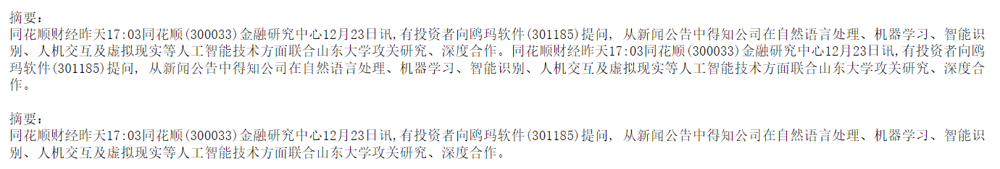 摘要:
同花顺财经昨天17:03同花顺(300033)金融研究中心12月23日讯,有投资者向鸥玛软件(301185)提问, 从新闻公告中得知公司在自然语言处理、机器学习、智能识
别、人机交互及虚拟现实等人工智能技术方面联合山东大学攻关研究、深度合作。同花顺财经昨天17:03同花顺(300033)金融研究中心12月23日讯,有投资者向鸥
玛软件(301185)提问, 从新闻公告中得知公司在自然语言处理、机器学习、智能识别、人机交互及虚拟现实等人工智能技术方面联合山东大学攻关研究、深度合
作。
摘要:
同花顺财经昨天17:03同花顺(300033)金融研究中心12月23日讯,有投资者向鸥玛软件(301185)提问, 从新闻公告中得知公司在自然语言处理、机器学习、智能识
别、人机交互及虚拟现实等人工智能技术方面联合山东大学攻关研究、深度合作。